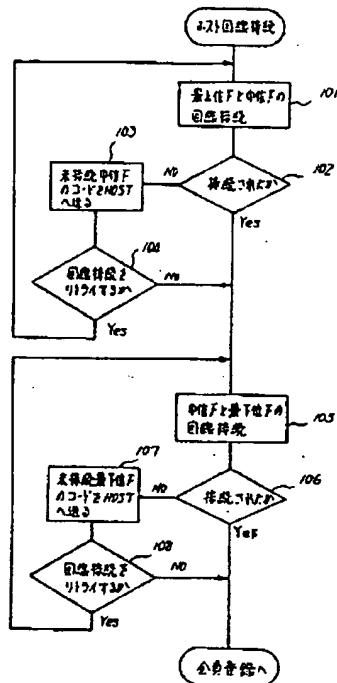 ホスト回線接続
最上位Fと中位Fの
回線接続
101
103
未接続中位F
のコードをHOST
へ送る
NO
接続されたか
102
Yes
104
回線接続を
リトライするか
No
Yes
中位Fと最下位Fの
回線接続
105
107
未接続最下位F
のコードをHOST
へ送る
NO
接続されたか
106
Yes
108
回線接続を
リトライするか
NO
Yes
会員登録へ